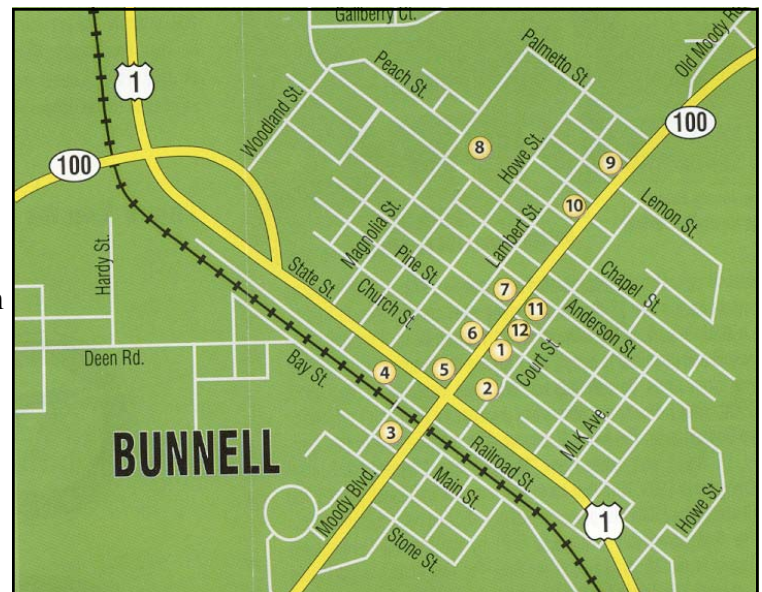 Gallberry Ct.
Old Moody Rd.
1
Palmetto St.
Peach St.
Woodland St.
100
100
8
Howe St.
9
10
Lemon St.
Magnolia St.
Lambert St.
Hardy St.
Pine St.
State St.
Chapel St.
7
11
Church St.
Anderson St.
6
12
1
Deen Rd.
Bay St.
Court St.
4
5
2
MLK Ave.
3
BUNNELL
Railroad St
Main St.
Moody Blvd.
Howe St.
1
Stone St.